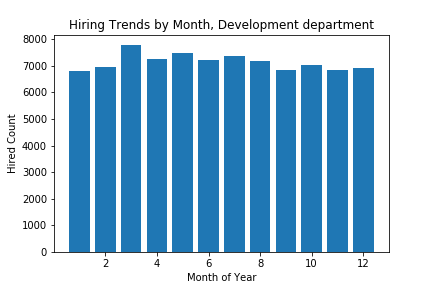 Hiring Trends by Month, Development department
8000
7000
6000
5000
4000
3000
2000
1000
0
Hired Count
2 4 6 8 10 12
Month of Year